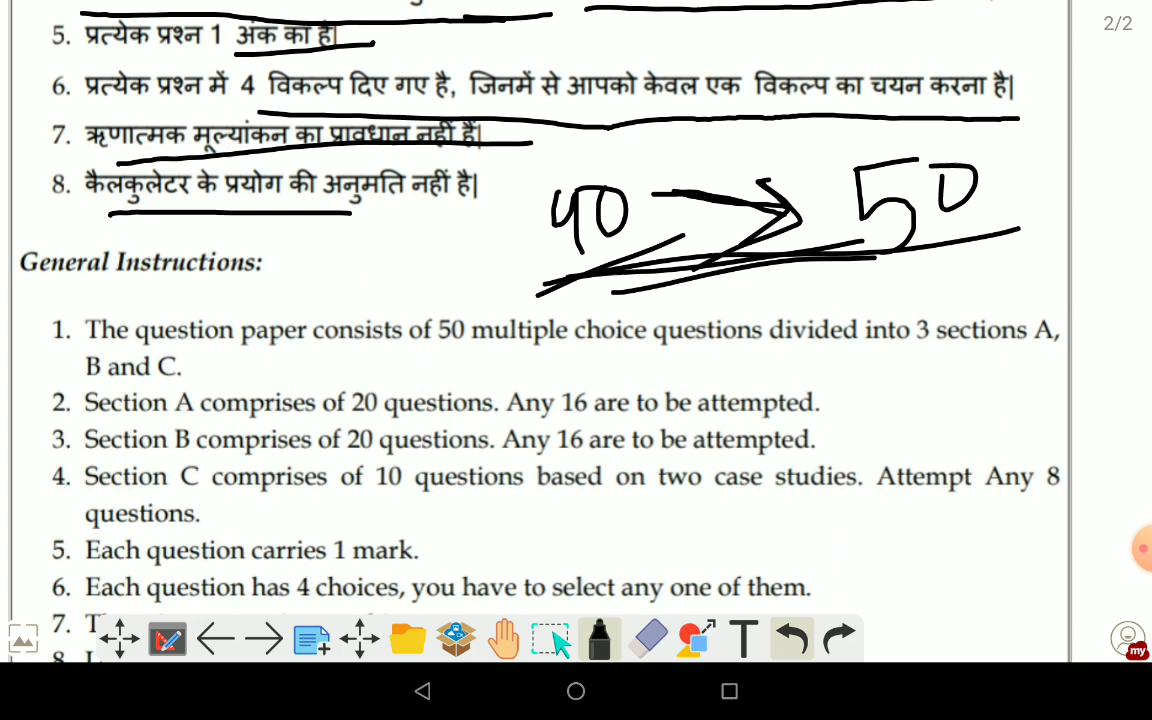 5. प्रत्येक प्रश्न 1 अंक का है|
2/2
6. प्रत्येक प्रश्न में 4 विकल्प दिए गए है, जिनमें से आपको केवल एक विकल्प का चयन करना है|
7. ऋणात्मक मूल्यांकन का प्रावधान नहीं हैं|
8. कैलकुलेटर के प्रयोग की अनुमति नहीं है|
40 → 50
General Instructions:
1. The question paper consists of 50 multiple choice questions divided into 3 sections A,
B and C.
2. Section A comprises of 20 questions. Any 16 are to be attempted.
3. Section B comprises of 20 questions. Any 16 are to be attempted.
4. Section C comprises of 10 questions based on two case studies. Attempt Any 8
questions.
5. Each question carries 1 mark.
6. Each question has 4 choices, you have to select any one of them.
7. T
8.
T
my